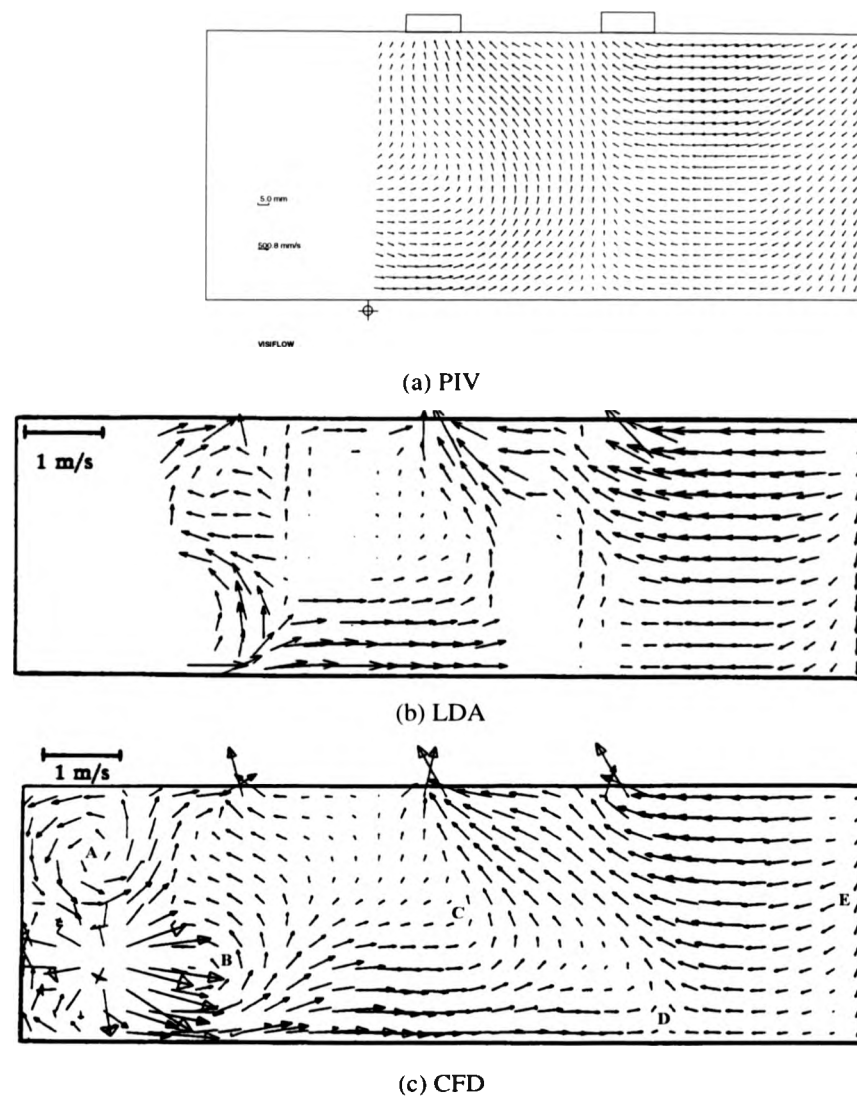 5.0 mm
500.8 mm/s
VISIFLOW
(a) PIV
1 m/s
(b) LDA
1 m/s
A
E
C
B
D
(c) CFD